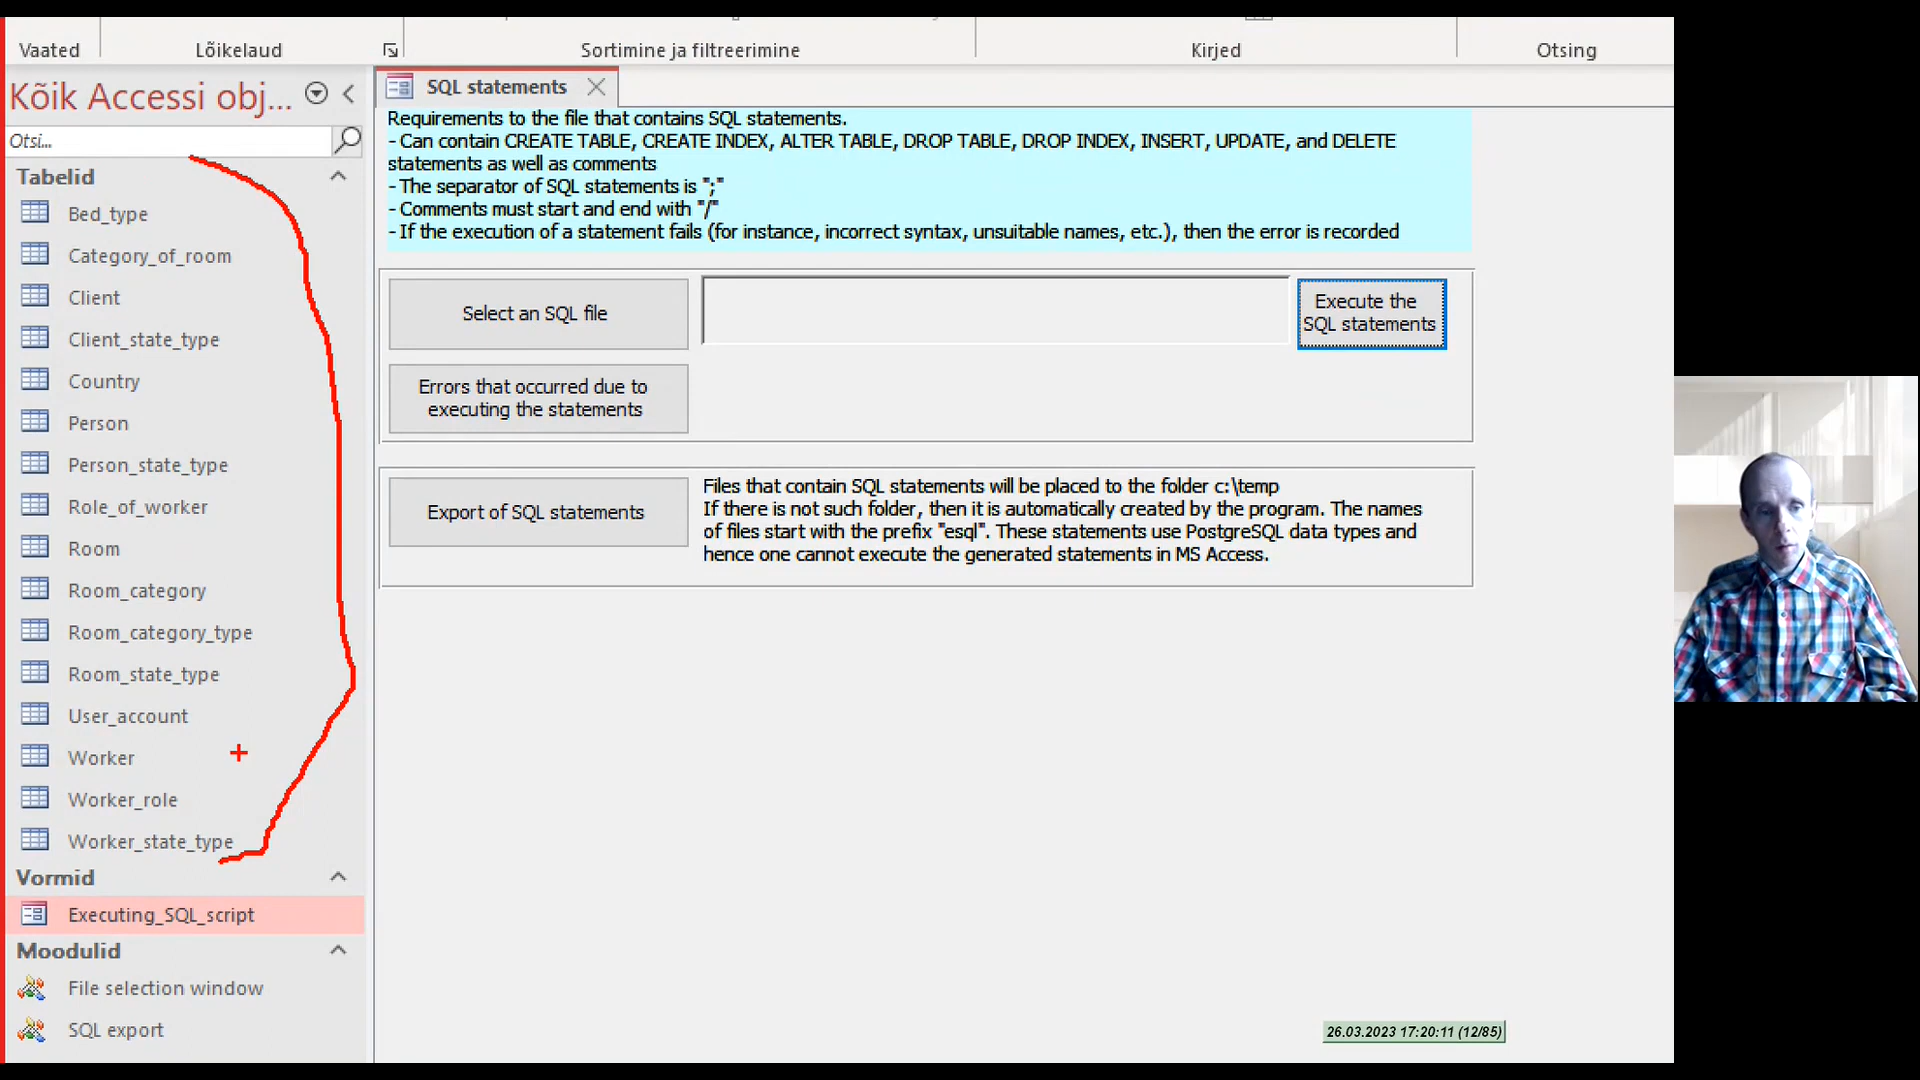 Vaated
Lõikelaud
Sortimine ja filtreerimine
Kirjed
Otsing
Kõik Accessi obj...
Otsi...
Tabelid
Bed_type
Category_of_room
Client
Client_state_type
Country
Person
Person_state_type
Role_of_worker
Room
Room_category
Room_category_type
Room_state_type
User_account
Worker
Worker_role
Worker_state_type
Vormid
Executing_SQL_script
Moodulid
File selection window
SQL export
SQL statements
Requirements to the file that contains SQL statements.
- Can contain CREATE TABLE, CREATE INDEX, ALTER TABLE, DROP TABLE, DROP INDEX, INSERT, UPDATE, and DELETE
statements as well as comments
- The separator of SQL statements is ";"
- Comments must start and end with "/"
- If the execution of a statement fails (for instance, incorrect syntax, unsuitable names, etc.), then the error is recorded
Select an SQL file
Execute the
SQL statements
Errors that occurred due to
executing the statements
Export of SQL statements
Files that contain SQL statements will be placed to the folder c:\temp
If there is not such folder, then it is automatically created by the program. The names
of files start with the prefix "esql". These statements use PostgreSQL data types and
hence one cannot execute the generated statements in MS Access.
26.03.2023 17:20:11 (12/85)